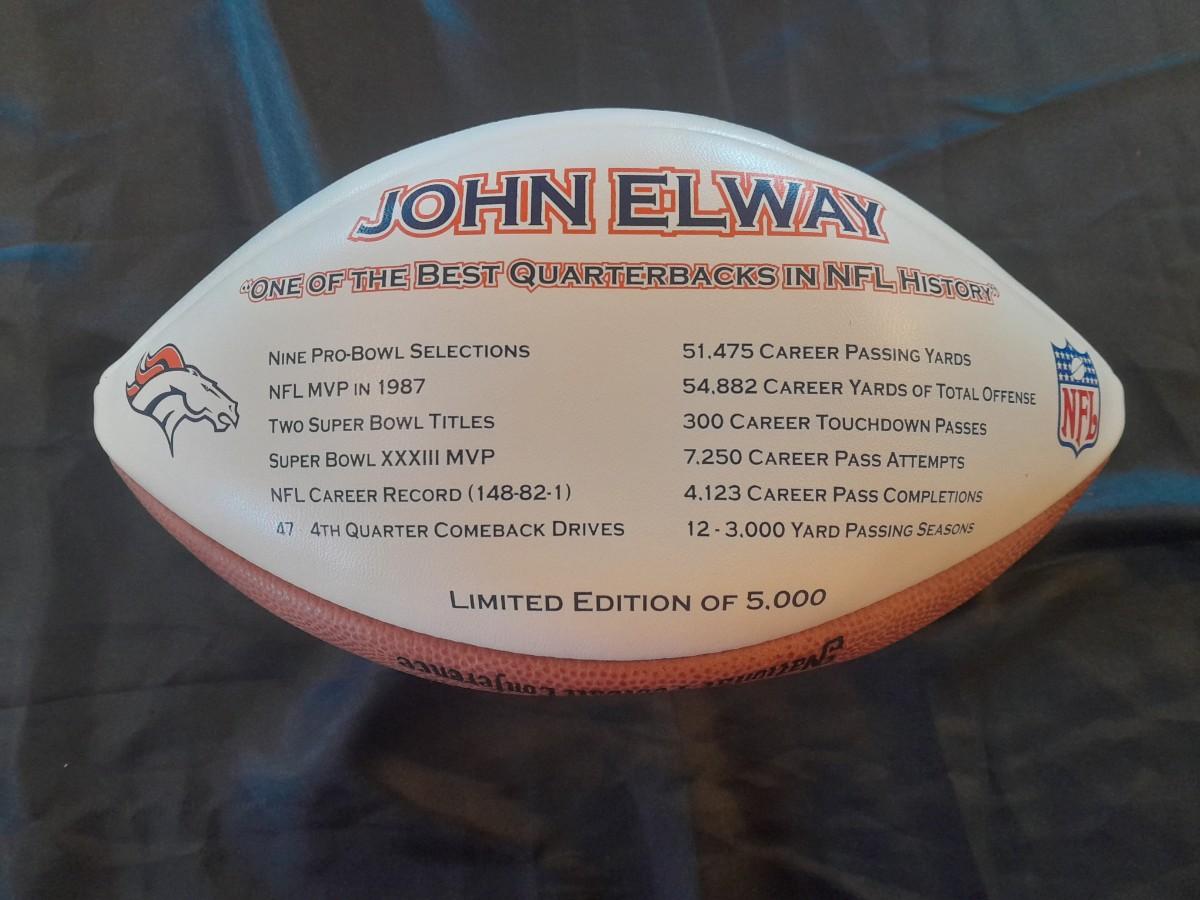 JOHN ELWAY
"ONE OF THE BEST QUARTERBACKS IN NFL HISTORY"
NINE PRO-BOWL SELECTIONS
NFL MVP IN 1987
TWO SUPER BOWL TITLES
SUPER BOWL XXXIII MVP
NFL CAREER RECORD (148-82-1)
47 4TH QUARTER COMEBACK DRIVES
51,475 CAREER PASSING YARDS
54,882 CAREER YARDS OF TOTAL OFFENSE
300 CAREER TOUCHDOWN PASSES
7,250 CAREER PASS ATTEMPTS
4,123 CAREER PASS COMPLETIONS
12 - 3,000 YARD PASSING SEASONS
NFL
LIMITED EDITION OF 5,000
National Football Conference